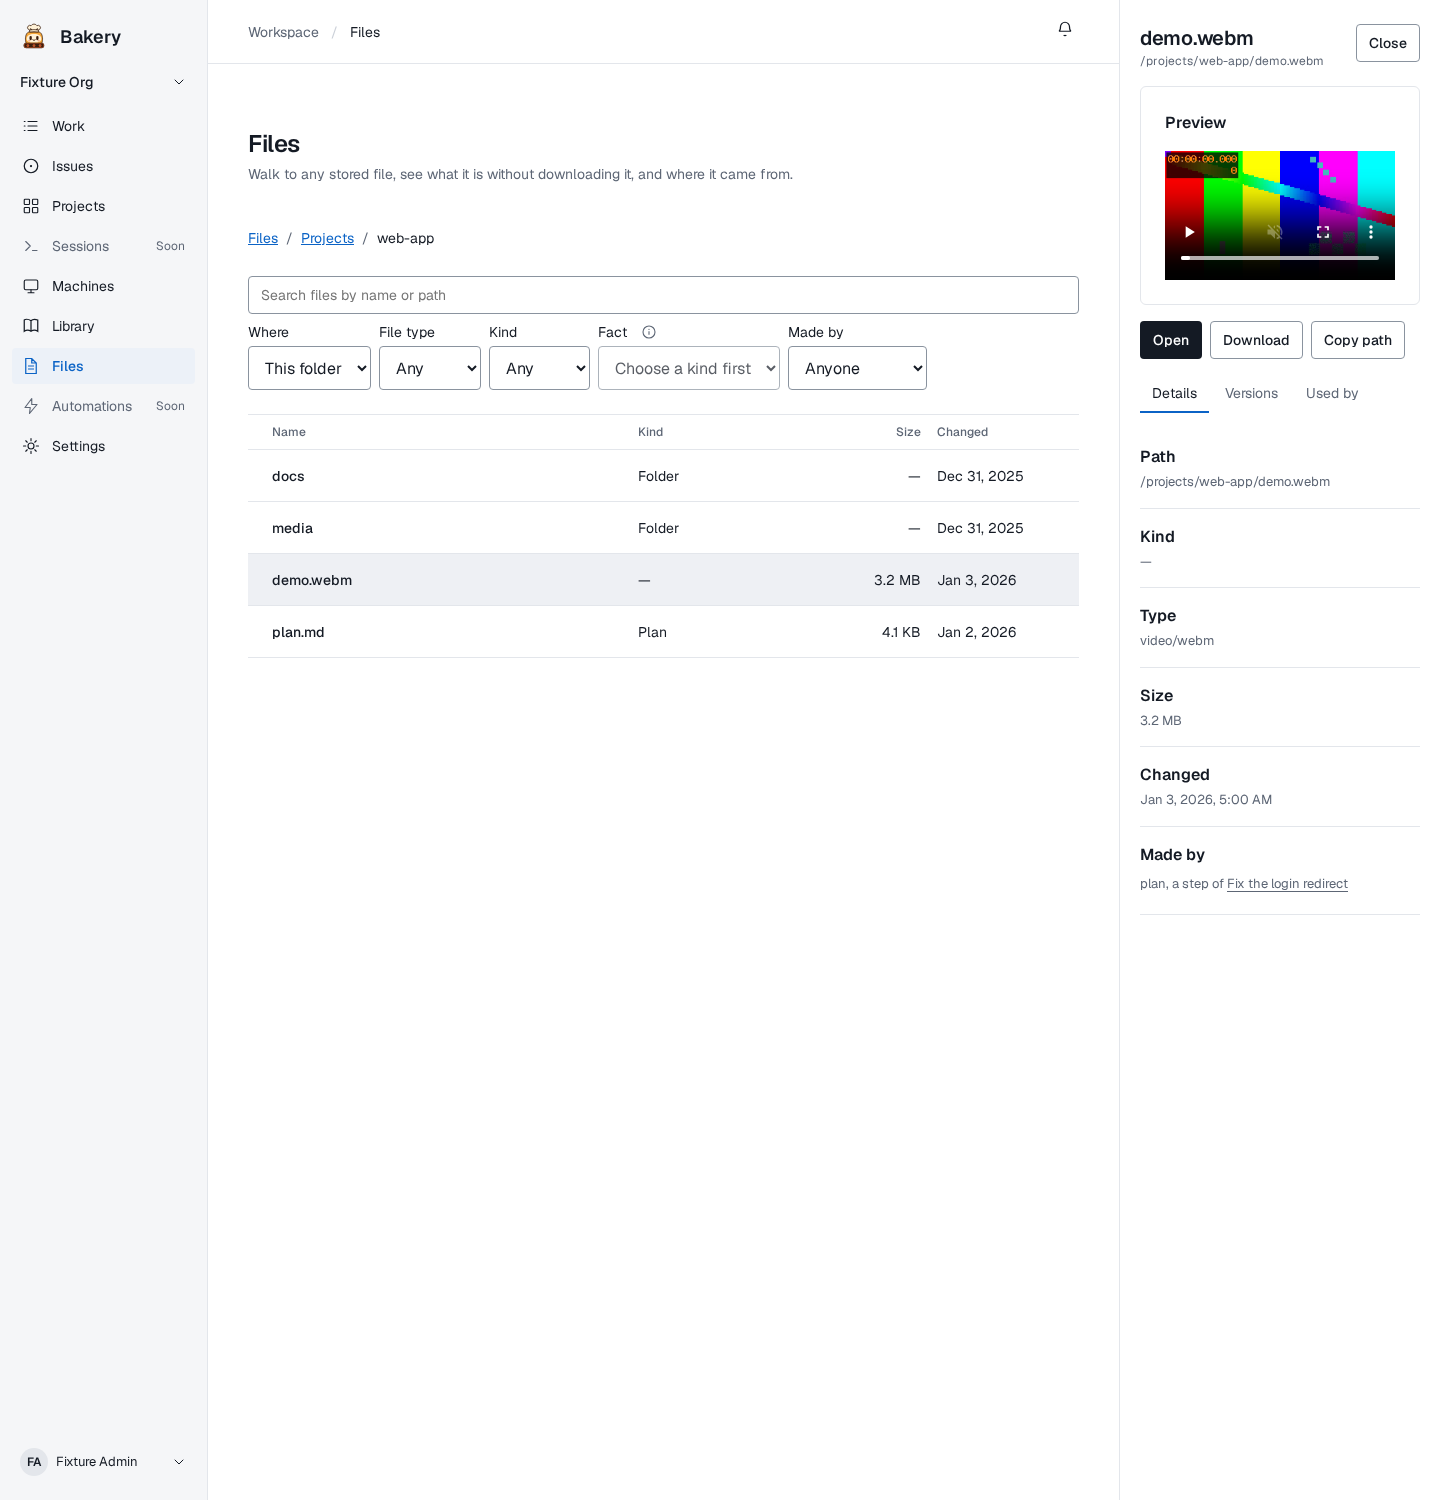 Bakery
Fixture Org
Work
Issues
Projects
Sessions Soon
Machines
Library
Files
Automations Soon
Settings
FA Fixture Admin
Workspace / Files
Files
Walk to any stored file, see what it is without downloading it, and where it came from.
Files / Projects / web-app
Search files by name or path
Where File type Kind Fact Made by
This folder Any Any Choose a kind first Anyone
Name Kind Size Changed
docs Folder — Dec 31, 2025
media Folder — Dec 31, 2025
demo.webm — 3.2 MB Jan 3, 2026
plan.md Plan 4.1 KB Jan 2, 2026
demo.webm
/projects/web-app/demo.webm
Close
Preview
00:00:00.000
0
Open Download Copy path
Details Versions Used by
Path
/projects/web-app/demo.webm
Kind
—
Type
video/webm
Size
3.2 MB
Changed
Jan 3, 2026, 5:00 AM
Made by
plan, a step of Fix the login redirect